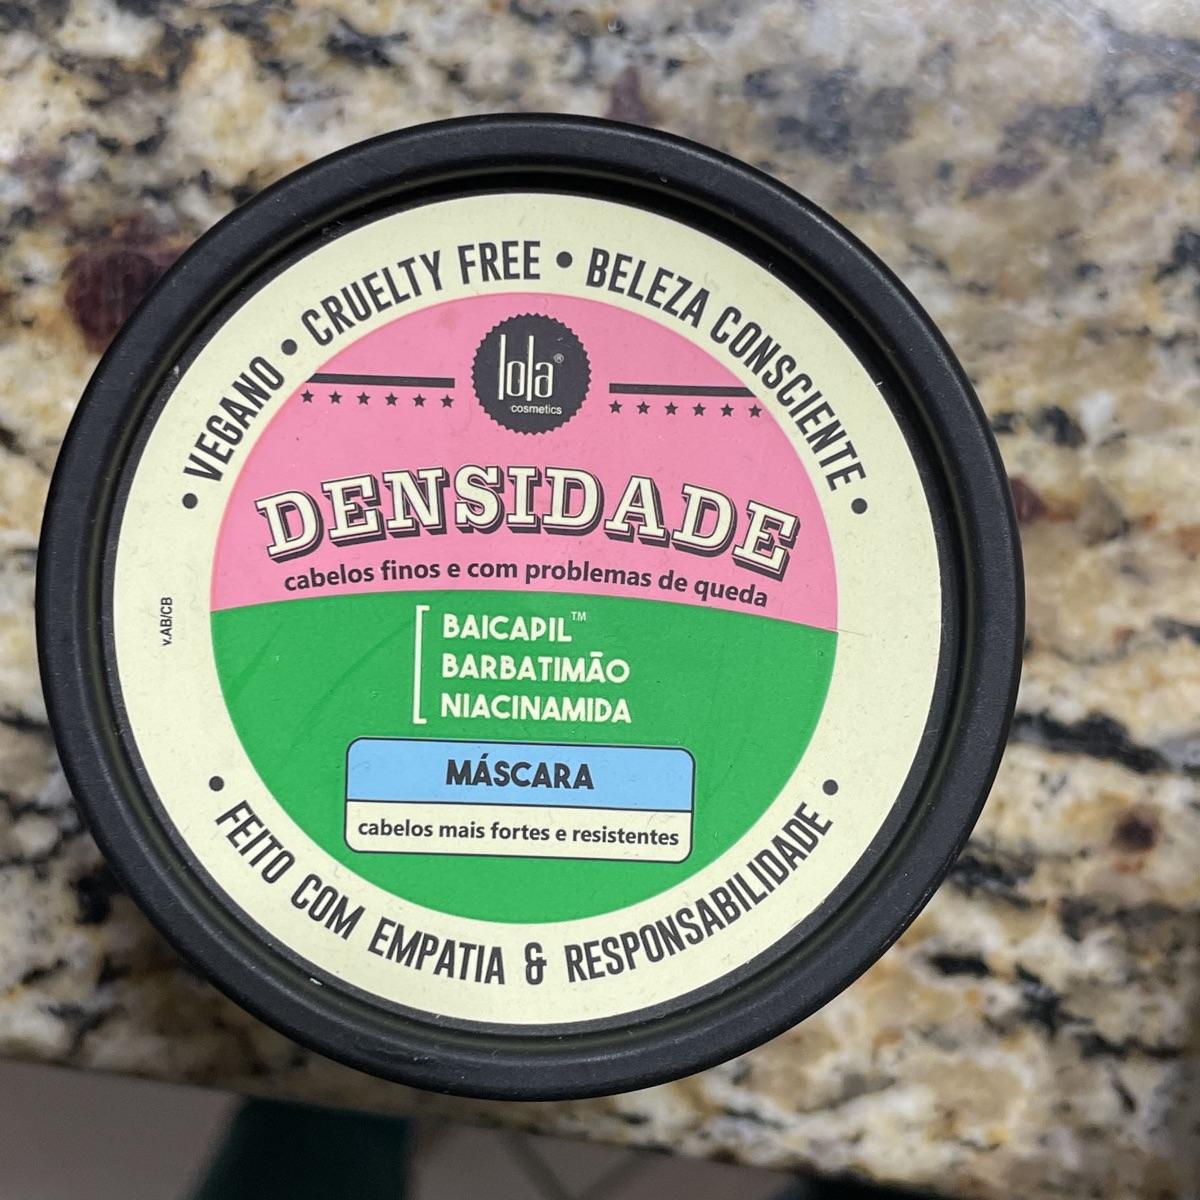 • VEGANO • CRUELTY FREE • BELEZA CONSCIENTE •
lola®
cosmetics
DENSIDADE
cabelos finos e com problemas de queda
BAICAPIL™
BARBATIMÃO
NIACINAMIDA
MÁSCARA
cabelos mais fortes e resistentes
v.AB/CB
• FEITO COM EMPATIA & RESPONSABILIDADE •